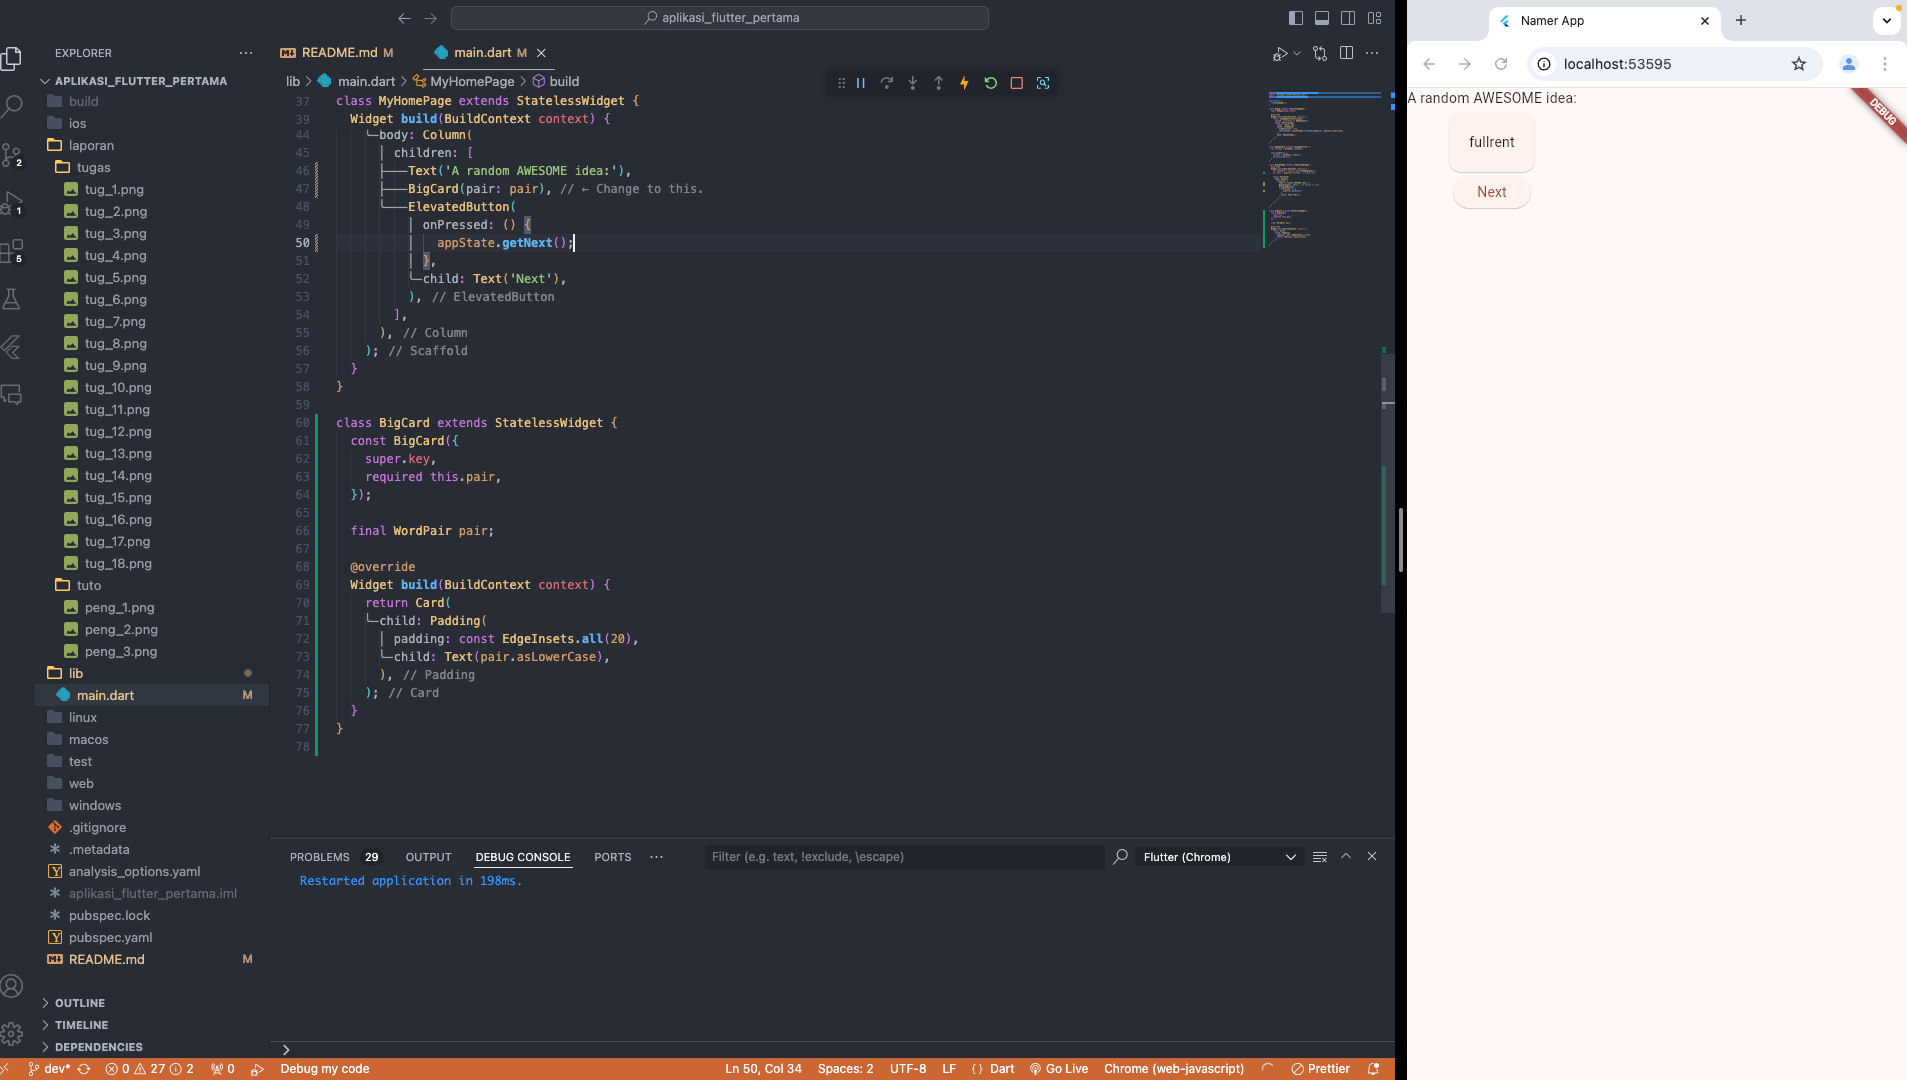 aplikasi_flutter_pertama
EXPLORER
APLIKASI_FLUTTER_PERTAMA
build
ios
laporan
tugas
tug_1.png
tug_2.png
tug_3.png
tug_4.png
tug_5.png
tug_6.png
tug_7.png
tug_8.png
tug_9.png
tug_10.png
tug_11.png
tug_12.png
tug_13.png
tug_14.png
tug_15.png
tug_16.png
tug_17.png
tug_18.png
tuto
peng_1.png
peng_2.png
peng_3.png
lib
main.dart M
linux
macos
test
web
windows
.gitignore
.metadata
analysis_options.yaml
aplikasi_flutter_pertama.iml
pubspec.lock
pubspec.yaml
README.md M
OUTLINE
TIMELINE
DEPENDENCIES
2
1
5
README.md M
main.dart M
lib > main.dart > MyHomePage > build
37 class MyHomePage extends StatelessWidget {
39 Widget build(BuildContext context) {
44 body: Column(
45 children: [
46 Text('A random AWESOME idea:'),
47 BigCard(pair: pair), // ← Change to this.
48 ElevatedButton(
49 onPressed: () {
50 appState.getNext();
51 },
52 child: Text('Next'),
53 ), // ElevatedButton
54 ],
55 ), // Column
56 ); // Scaffold
57 }
58 }
59
60 class BigCard extends StatelessWidget {
61 const BigCard({
62 super.key,
63 required this.pair,
64 });
65
66 final WordPair pair;
67
68 @override
69 Widget build(BuildContext context) {
70 return Card(
71 child: Padding(
72 padding: const EdgeInsets.all(20),
73 child: Text(pair.asLowerCase),
74 ), // Padding
75 ); // Card
76 }
77 }
78
PROBLEMS 29 OUTPUT DEBUG CONSOLE PORTS
Filter (e.g. text, !exclude, \escape)
Flutter (Chrome)
Restarted application in 198ms.
dev* 0 27 2 0 Debug my code
Ln 50, Col 34 Spaces: 2 UTF-8 LF { } Dart Go Live Chrome (web-javascript) Prettier
Namer App
localhost:53595
A random AWESOME idea:
DEBUG
fullrent
Next